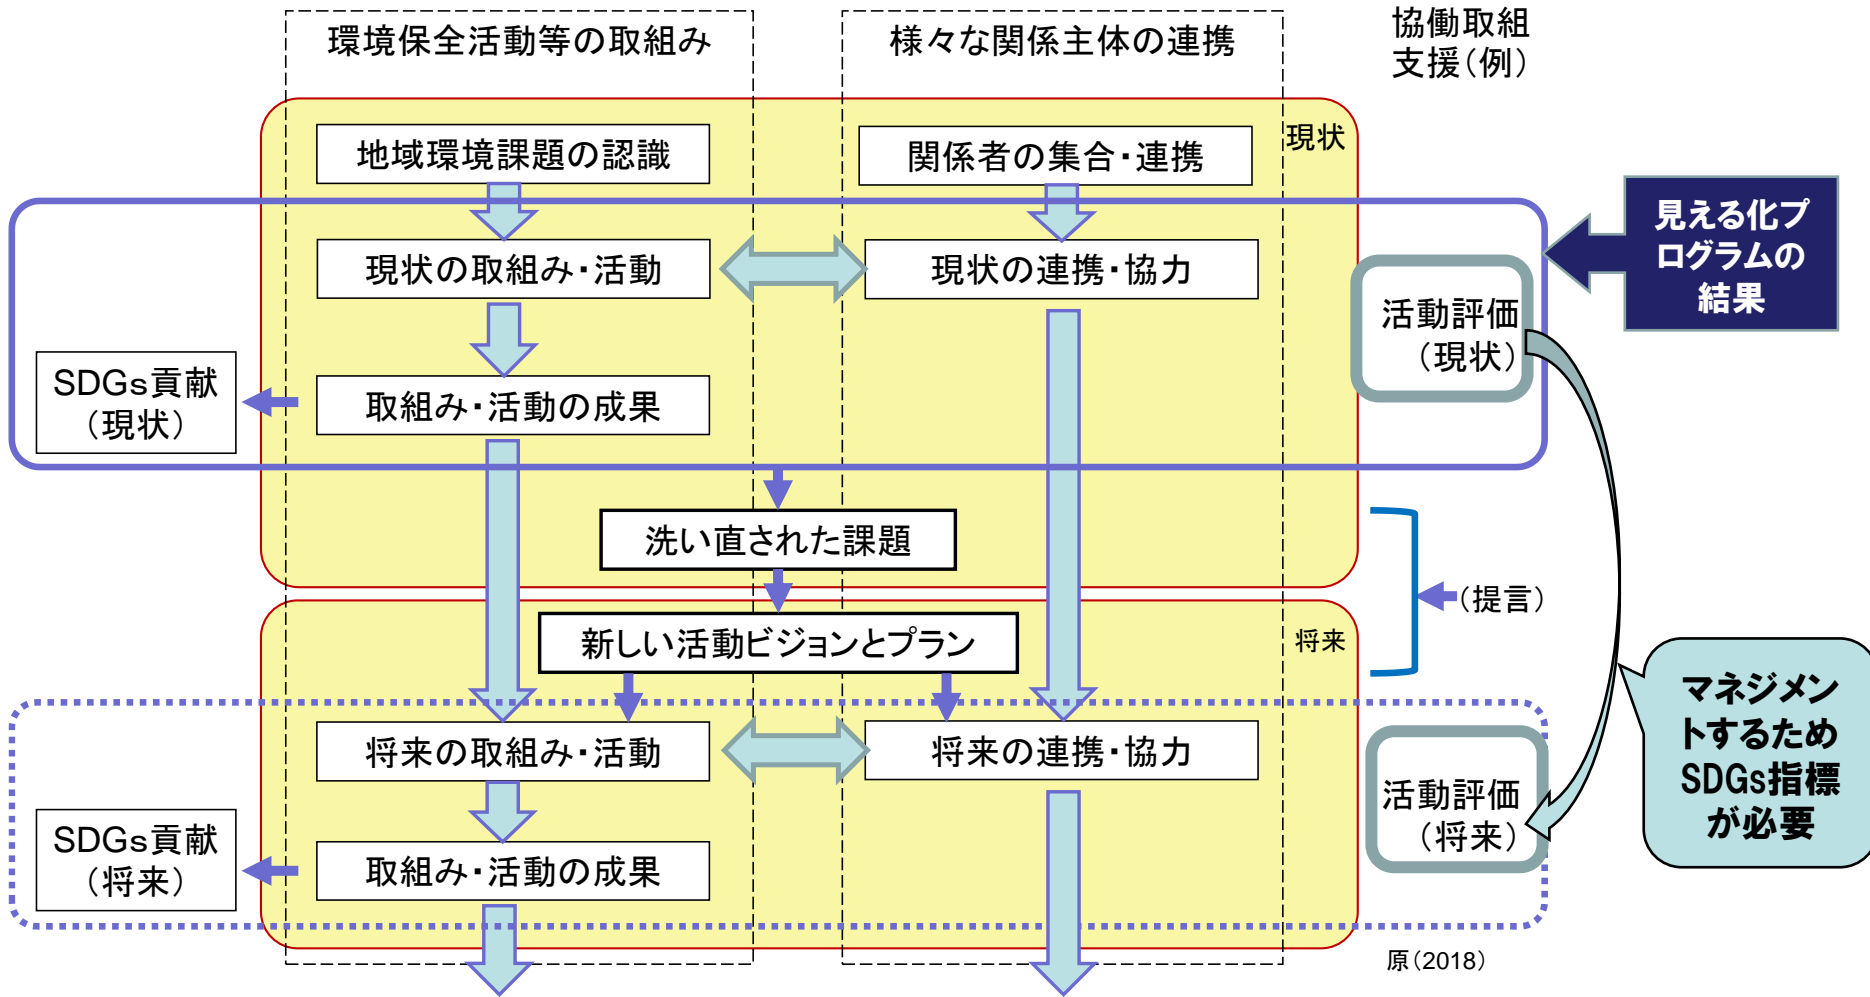 環境保全活動等の取組み
様々な関係主体の連携
協働取組
支援（例）
現状
地域環境課題の認識
関係者の集合・連携
見える化プ
ログラムの
結果
現状の取組み・活動
現状の連携・協力
活動評価
（現状）
SDGs貢献
（現状）
取組み・活動の成果
洗い直された課題
（提言）
将来
新しい活動ビジョンとプラン
マネジメン
トするため
SDGs指標
が必要
将来の取組み・活動
将来の連携・協力
活動評価
（将来）
SDGs貢献
（将来）
取組み・活動の成果
原（2018）